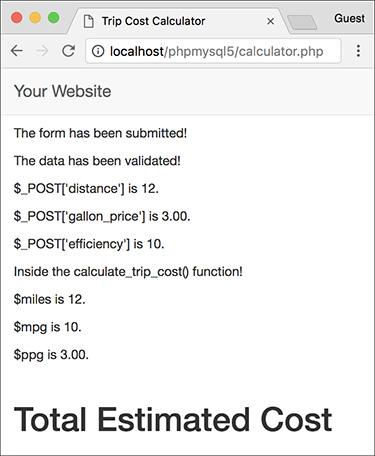 Trip Cost Calculator
Guest
localhost/phpmysql5/calculator.php
Your Website
The form has been submitted!
The data has been validated!
$_POST['distance'] is 12.
$_POST['gallon_price'] is 3.00.
$_POST['efficiency'] is 10.
Inside the calculate_trip_cost() function!
$miles is 12.
$mpg is 10.
$ppg is 3.00.
Total Estimated Cost